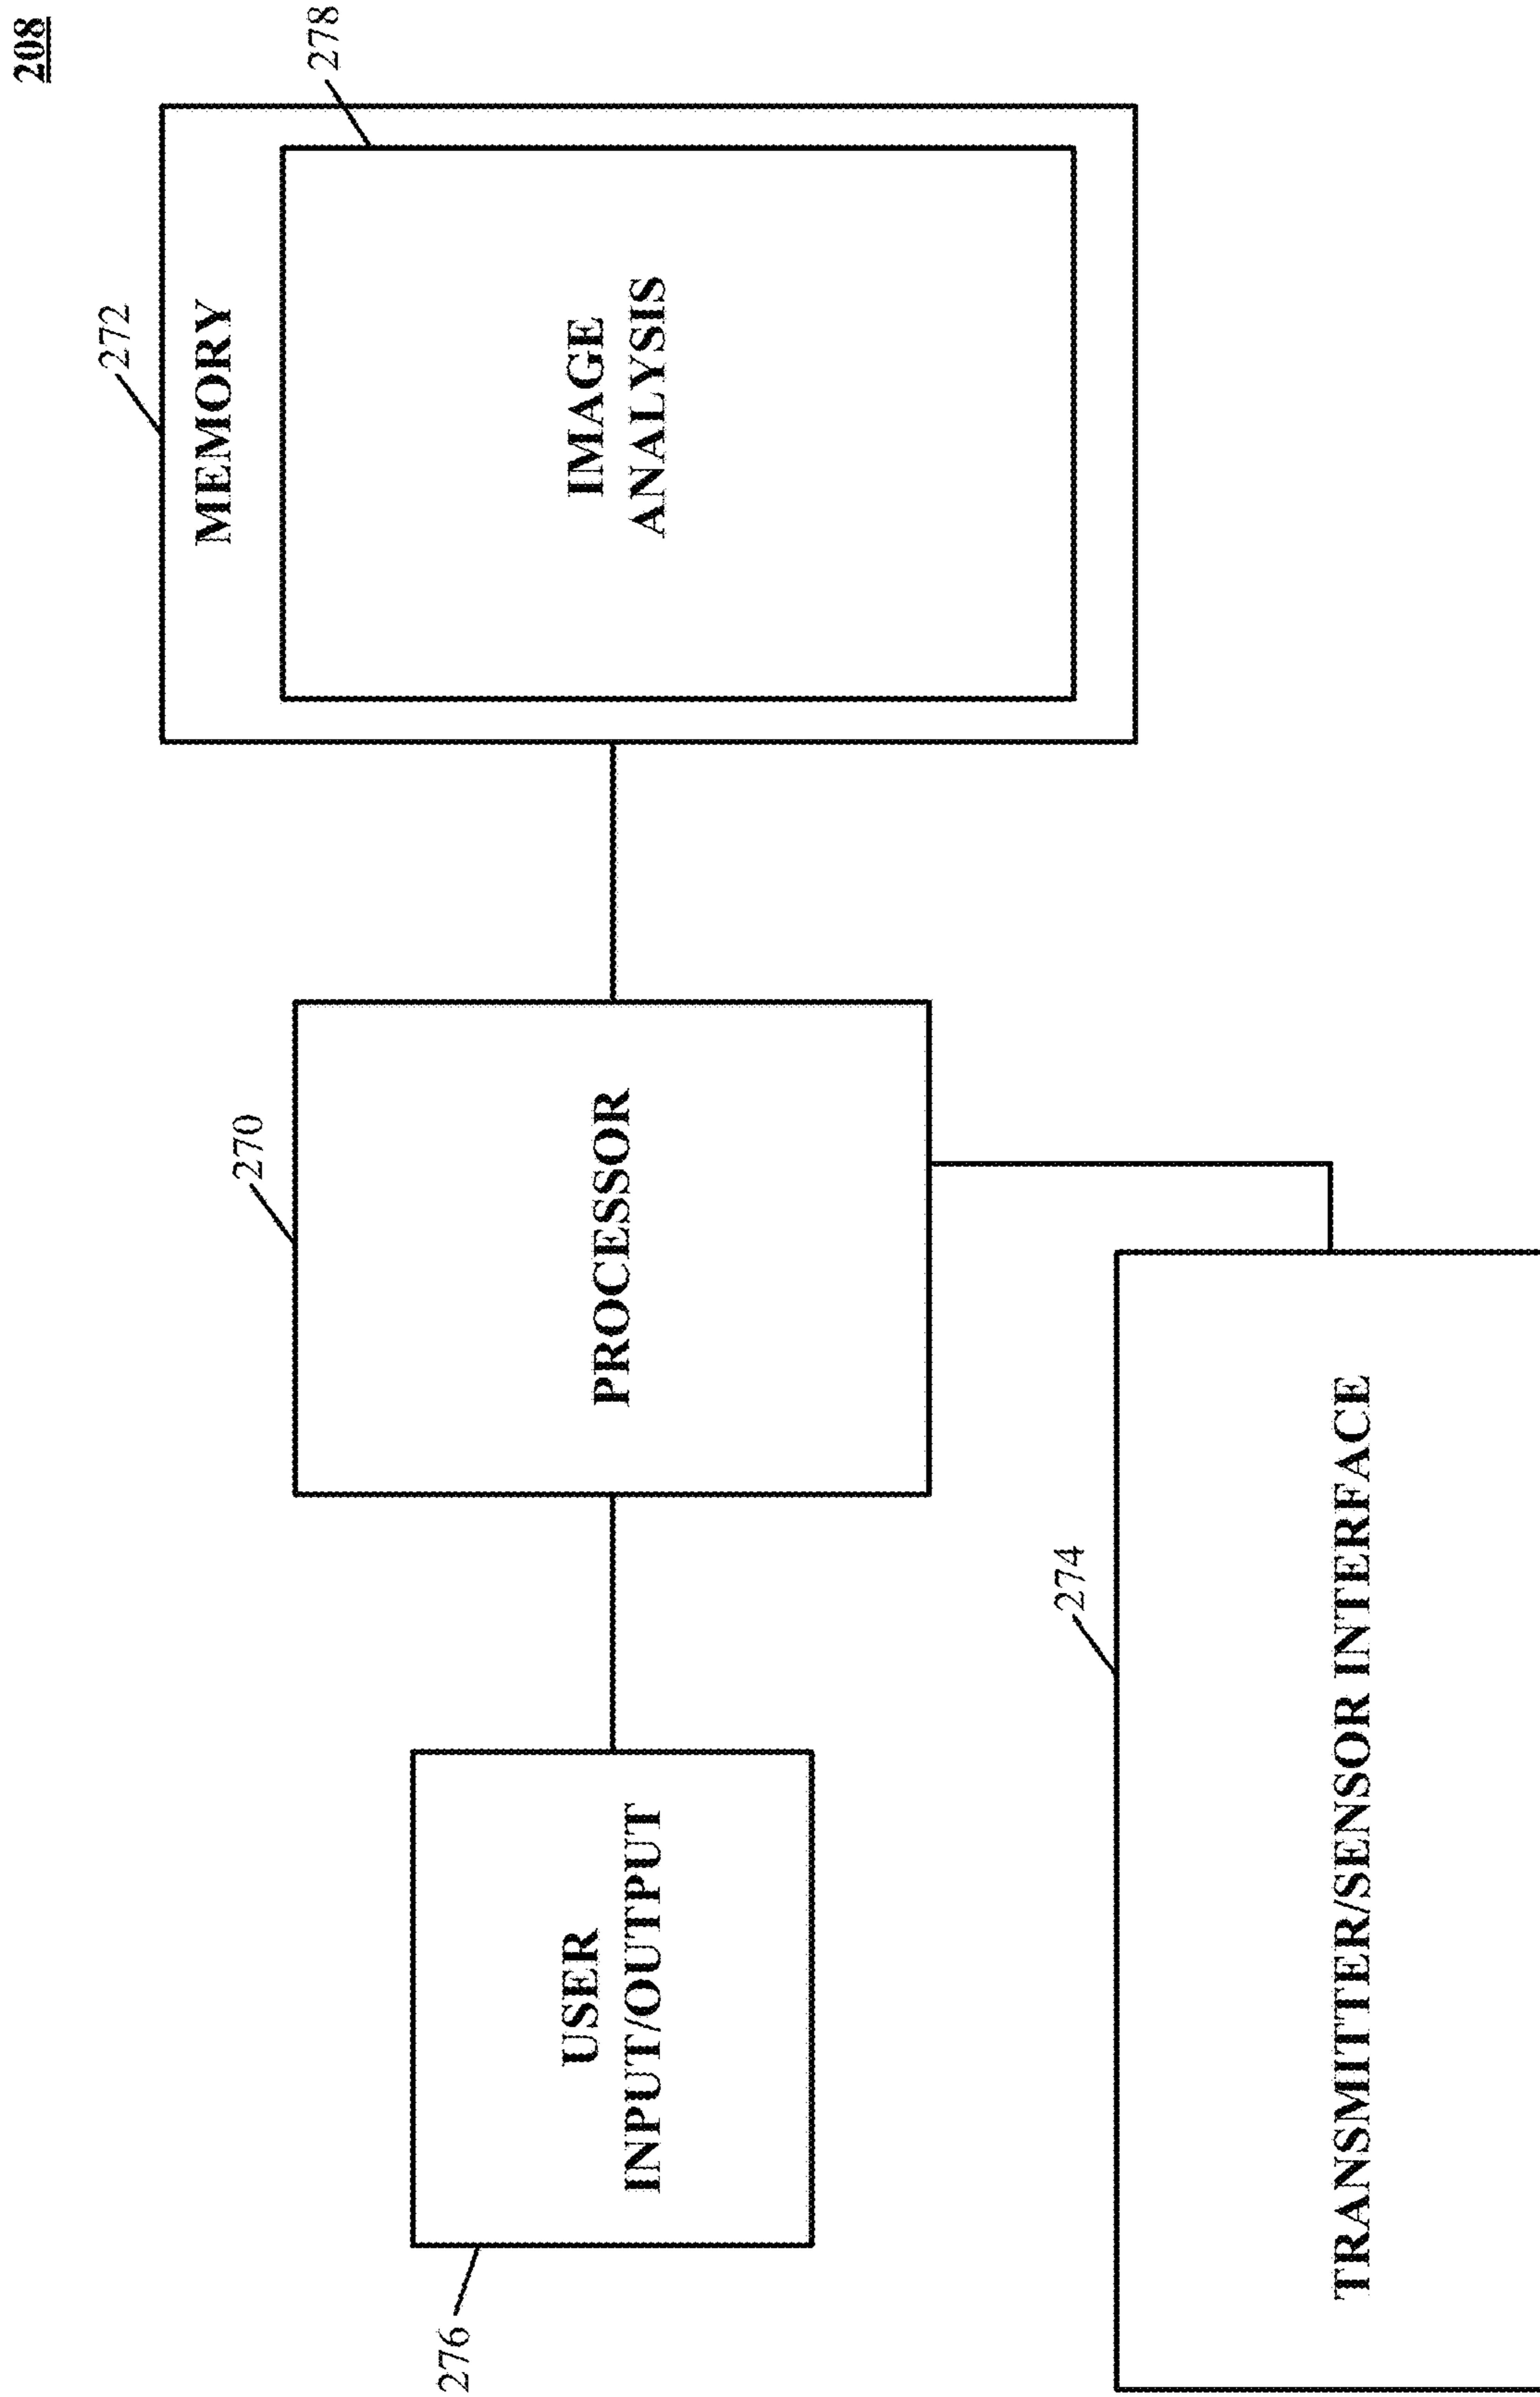 208
272
278
MEMORY
IMAGE
ANALYSIS
270
PROCESSOR
276
USER
INPUT/OUTPUT
274
TRANSMITTER/SENSOR INTERFACE